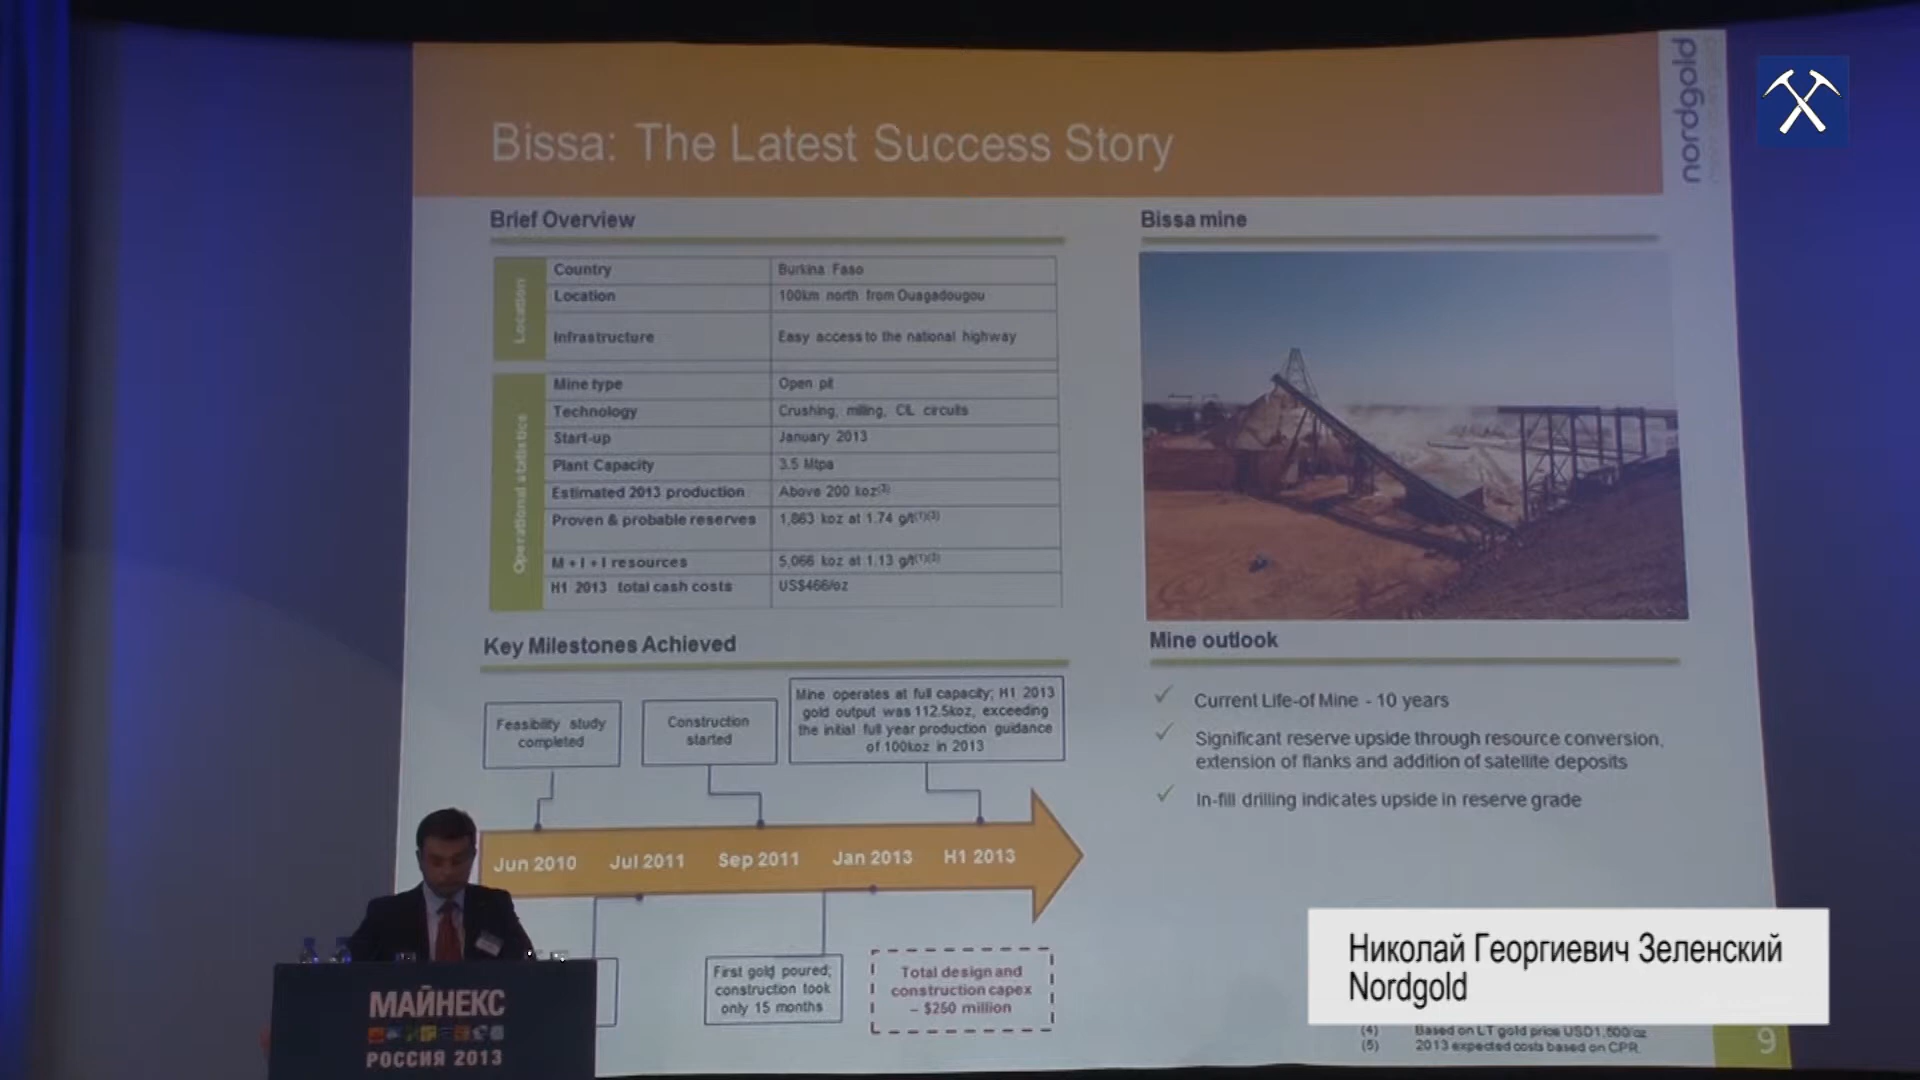 Bissa: The Latest Success Story
nordgold
Brief Overview
Location
Country Burkina Faso
Location 100km north from Ouagadougou
Infrastructure Easy access to the national highway
Operational statistics
Mine type Open pit
Technology Crushing, milling, CIL circuits
Start-up January 2013
Plant Capacity 3.5 Mtpa
Estimated 2013 production Above 200 koz
Proven & probable reserves 1,863 koz at 1.74 g/t
M + I + I resources 5,066 koz at 1.13 g/t
H1 2013 total cash costs US$466/oz
Bissa mine
Key Milestones Achieved
Feasibility study
completed
Construction
started
Mine operates at full capacity; H1 2013
gold output was 112.5koz, exceeding
the initial full year production guidance
of 100koz in 2013
Jun 2010 Jul 2011 Sep 2011 Jan 2013 H1 2013
First gold poured;
construction took
only 15 months
Total design and
construction capex
– $250 million
Mine outlook
✓ Current Life-of Mine - 10 years
✓ Significant reserve upside through resource conversion,
extension of flanks and addition of satellite deposits
✓ In-fill drilling indicates upside in reserve grade
Николай Георгиевич Зеленский
Nordgold
(4) Based on LT gold price USD1,500/oz
(5) 2013 expected costs based on CPR
9
МАЙНЕКС
РОССИЯ 2013